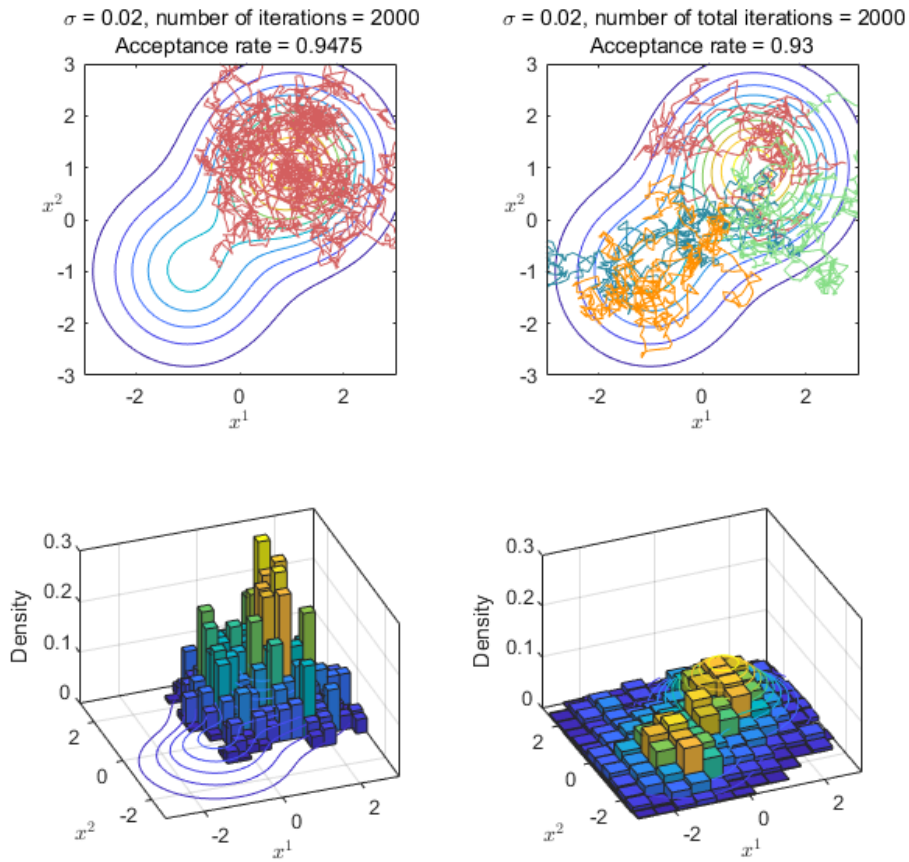 σ = 0.02, number of iterations = 2000
Acceptance rate = 0.9475
3
2
1
x² 0
-1
-2
-3
-2 0 2
x¹
σ = 0.02, number of total iterations = 2000
Acceptance rate = 0.93
3
2
1
x² 0
-1
-2
-3
-2 0 2
x¹
0.3
0.2
0.1
0
Density
2
0
-2
x²
-2
0
2
x¹
0.3
0.2
0.1
0
Density
2
0
-2
x²
-2
0
2
x¹